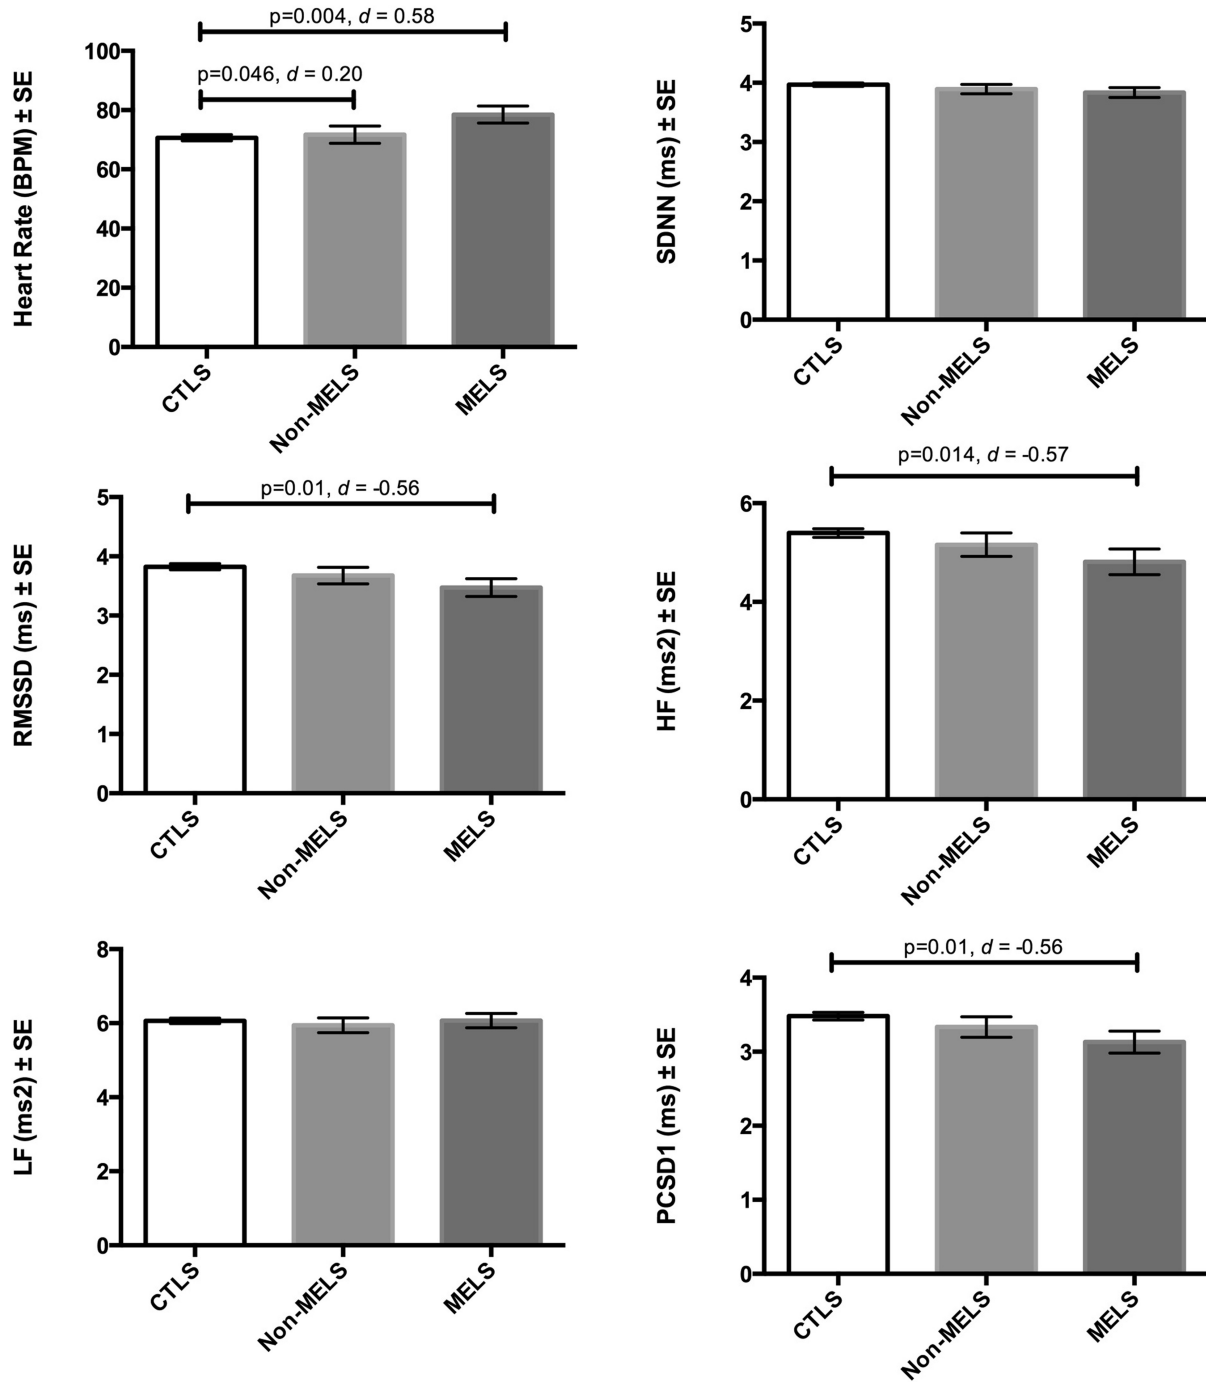 p=0.004, d = 0.58
p=0.046, d = 0.20
Heart Rate (BPM) ± SE
100
80
60
40
20
0
CTLS
Non-MELS
MELS
SDNN (ms) ± SE
5
4
3
2
1
0
CTLS
Non-MELS
MELS
p=0.01, d = -0.56
RMSSD (ms) ± SE
5
4
3
2
1
0
CTLS
Non-MELS
MELS
p=0.014, d = -0.57
HF (ms2) ± SE
6
4
2
0
CTLS
Non-MELS
MELS
LF (ms2) ± SE
8
6
4
2
0
CTLS
Non-MELS
MELS
p=0.01, d = -0.56
PCSD1 (ms) ± SE
4
3
2
1
0
CTLS
Non-MELS
MELS